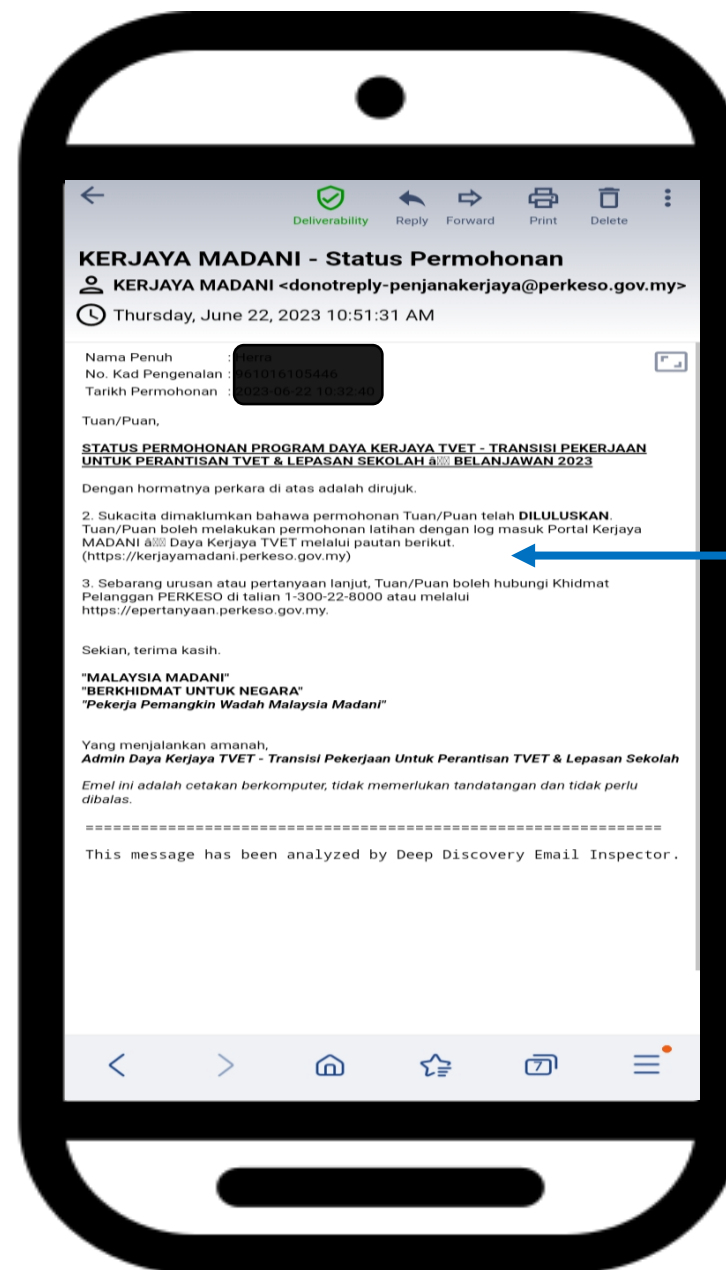 Deliverability Reply Forward Print Delete
KERJAYA MADANI - Status Permohonan
KERJAYA MADANI <donotreply-penjanakerjaya@perkeso.gov.my>
Thursday, June 22, 2023 10:51:31 AM
Nama Penuh :
No. Kad Pengenalan :
Tarikh Permohonan :
Tuan/Puan,
STATUS PERMOHONAN PROGRAM DAYA KERJAYA TVET - TRANSISI PEKERJAAN
UNTUK PERANTISAN TVET & LEPASAN SEKOLAH â BELANJAWAN 2023
Dengan hormatnya perkara di atas adalah dirujuk.
2. Sukacita dimaklumkan bahawa permohonan Tuan/Puan telah DILULUSKAN.
Tuan/Puan boleh melakukan permohonan latihan dengan log masuk Portal Kerjaya
MADANI â Daya Kerjaya TVET melalui pautan berikut.
(https://kerjayamadani.perkeso.gov.my)
3. Sebarang urusan atau pertanyaan lanjut, Tuan/Puan boleh hubungi Khidmat
Pelanggan PERKESO di talian 1-300-22-8000 atau melalui
https://epertanyaan.perkeso.gov.my.
Sekian, terima kasih.
"MALAYSIA MADANI"
"BERKHIDMAT UNTUK NEGARA"
"Pekerja Pemangkin Wadah Malaysia Madani"
Yang menjalankan amanah,
Admin Daya Kerjaya TVET - Transisi Pekerjaan Untuk Perantisan TVET & Lepasan Sekolah
Emel ini adalah cetakan berkomputer, tidak memerlukan tandatangan dan tidak perlu
dibalas.
================================================================
This message has been analyzed by Deep Discovery Email Inspector.
7